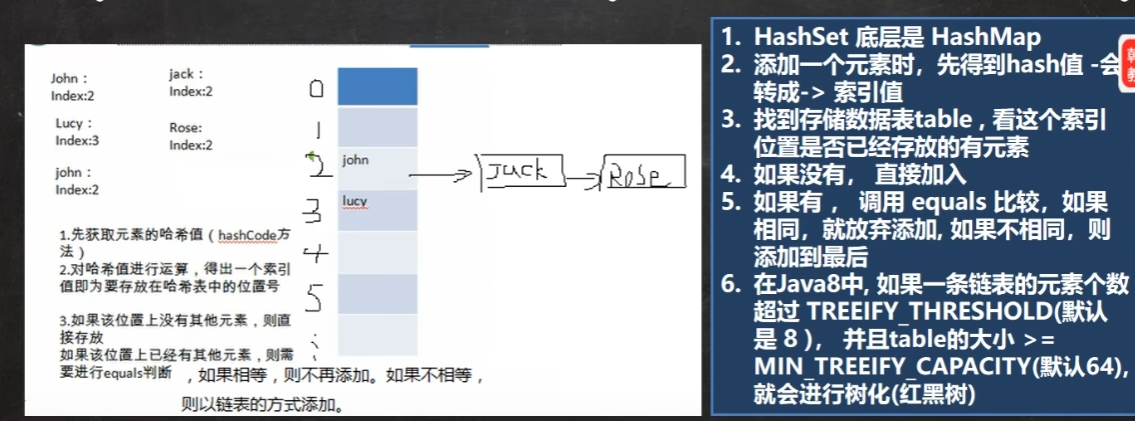 John：
Index:2
jack：
Index:2
Lucy：
Index:3
Rose:
Index:2
john：
Index:2
1.先获取元素的哈希值（hashCode方
法）
2.对哈希值进行运算，得出一个索引
值即为要存放在哈希表中的位置号
3.如果该位置上没有其他元素，则直
接存放
如果该位置上已经有其他元素，则需
要进行equals判断 ，如果相等，则不再添加。如果不相等，
则以链表的方式添加。
0
1
2 john Jack Rose
3 lucy
4
5
1. HashSet 底层是 HashMap
2. 添加一个元素时，先得到hash值 -会
转成-> 索引值
3. 找到存储数据表table，看这个索引
位置是否已经存放的有元素
4. 如果没有， 直接加入
5. 如果有 ， 调用 equals 比较，如果
相同，就放弃添加, 如果不相同，则
添加到最后
6. 在Java8中, 如果一条链表的元素个数
超过 TREEIFY_THRESHOLD(默认
是 8 )， 并且table的大小 >=
MIN_TREEIFY_CAPACITY(默认64),
就会进行树化(红黑树)